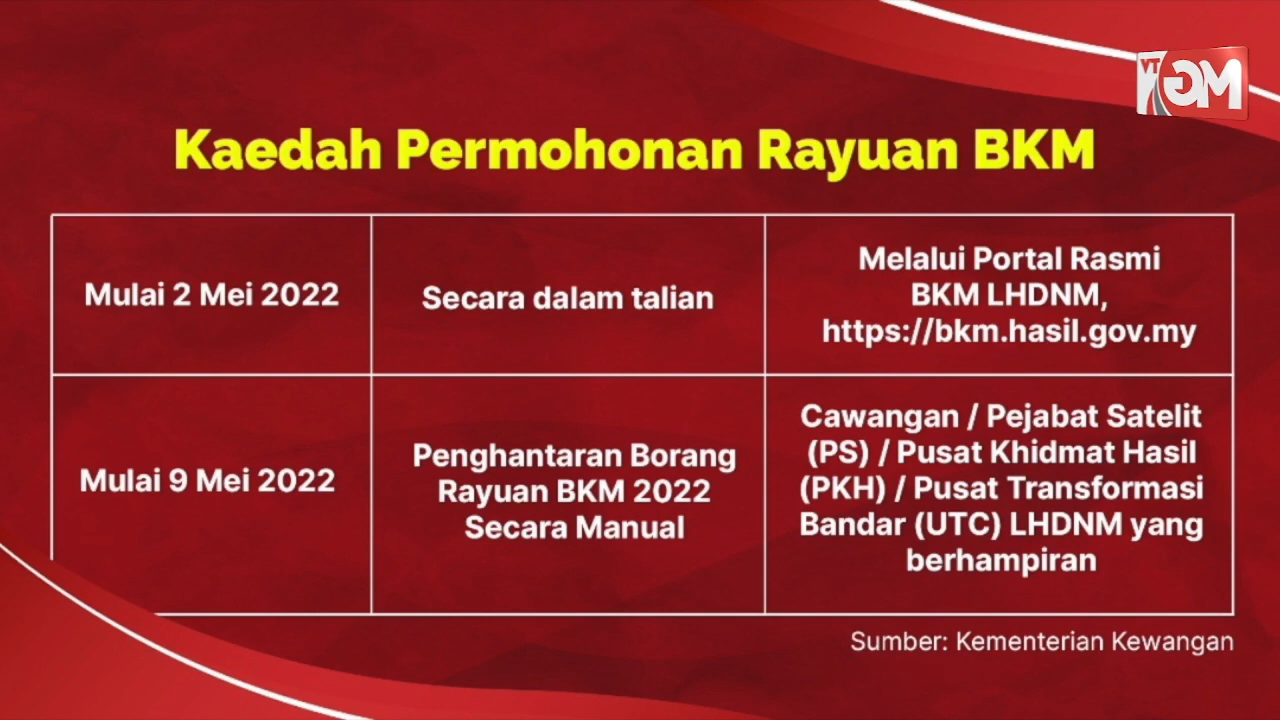 VT
MG
Kaedah Permohonan Rayuan BKM
Mulai 2 Mei 2022
Secara dalam talian
Melalui Portal Rasmi
BKM LHDNM,
https://bkm.hasil.gov.my
Mulai 9 Mei 2022
Penghantaran Borang
Rayuan BKM 2022
Secara Manual
Cawangan / Pejabat Satelit
(PS) / Pusat Khidmat Hasil
(PKH) / Pusat Transformasi
Bandar (UTC) LHDNM yang
berhampiran
Sumber: Kementerian Kewangan